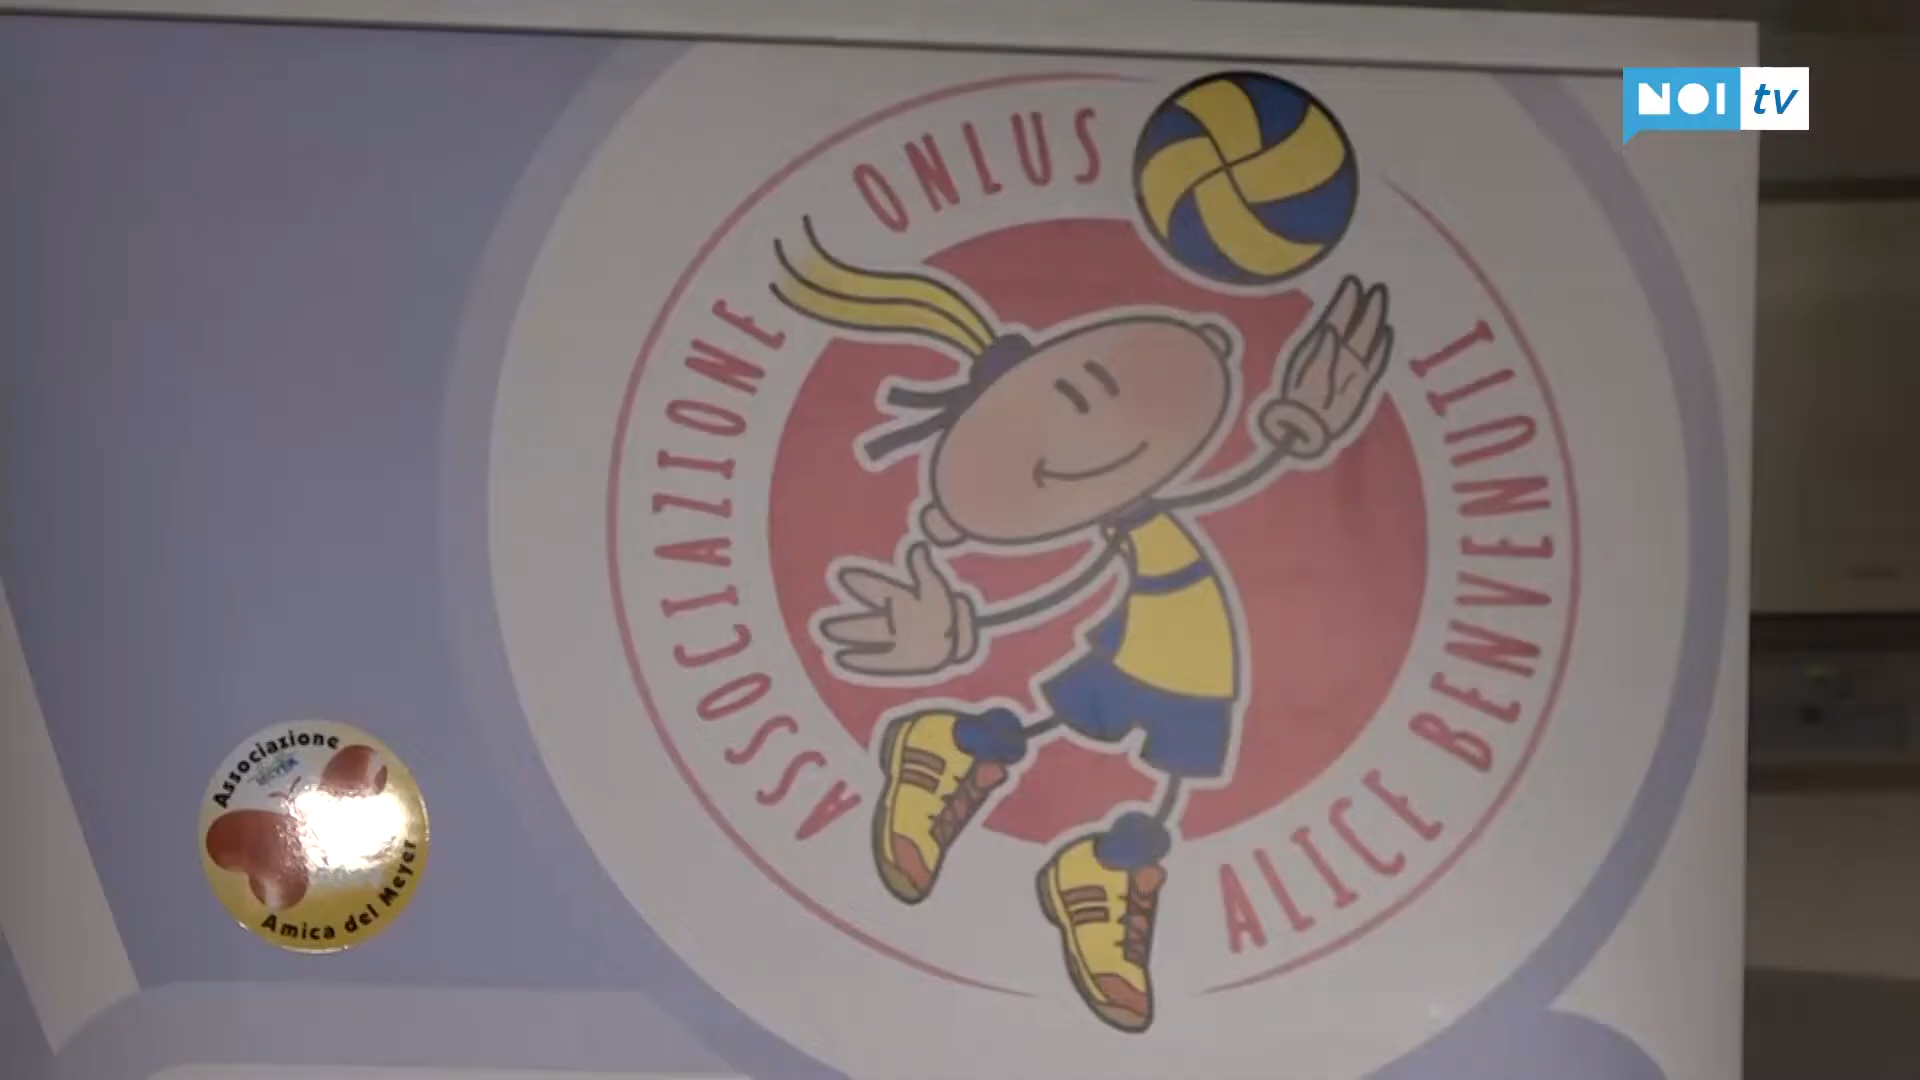 NOI tv
ASSOCIAZIONE ONLUS
ALICE BENVENUTI
Associazione
Amica del Meyer